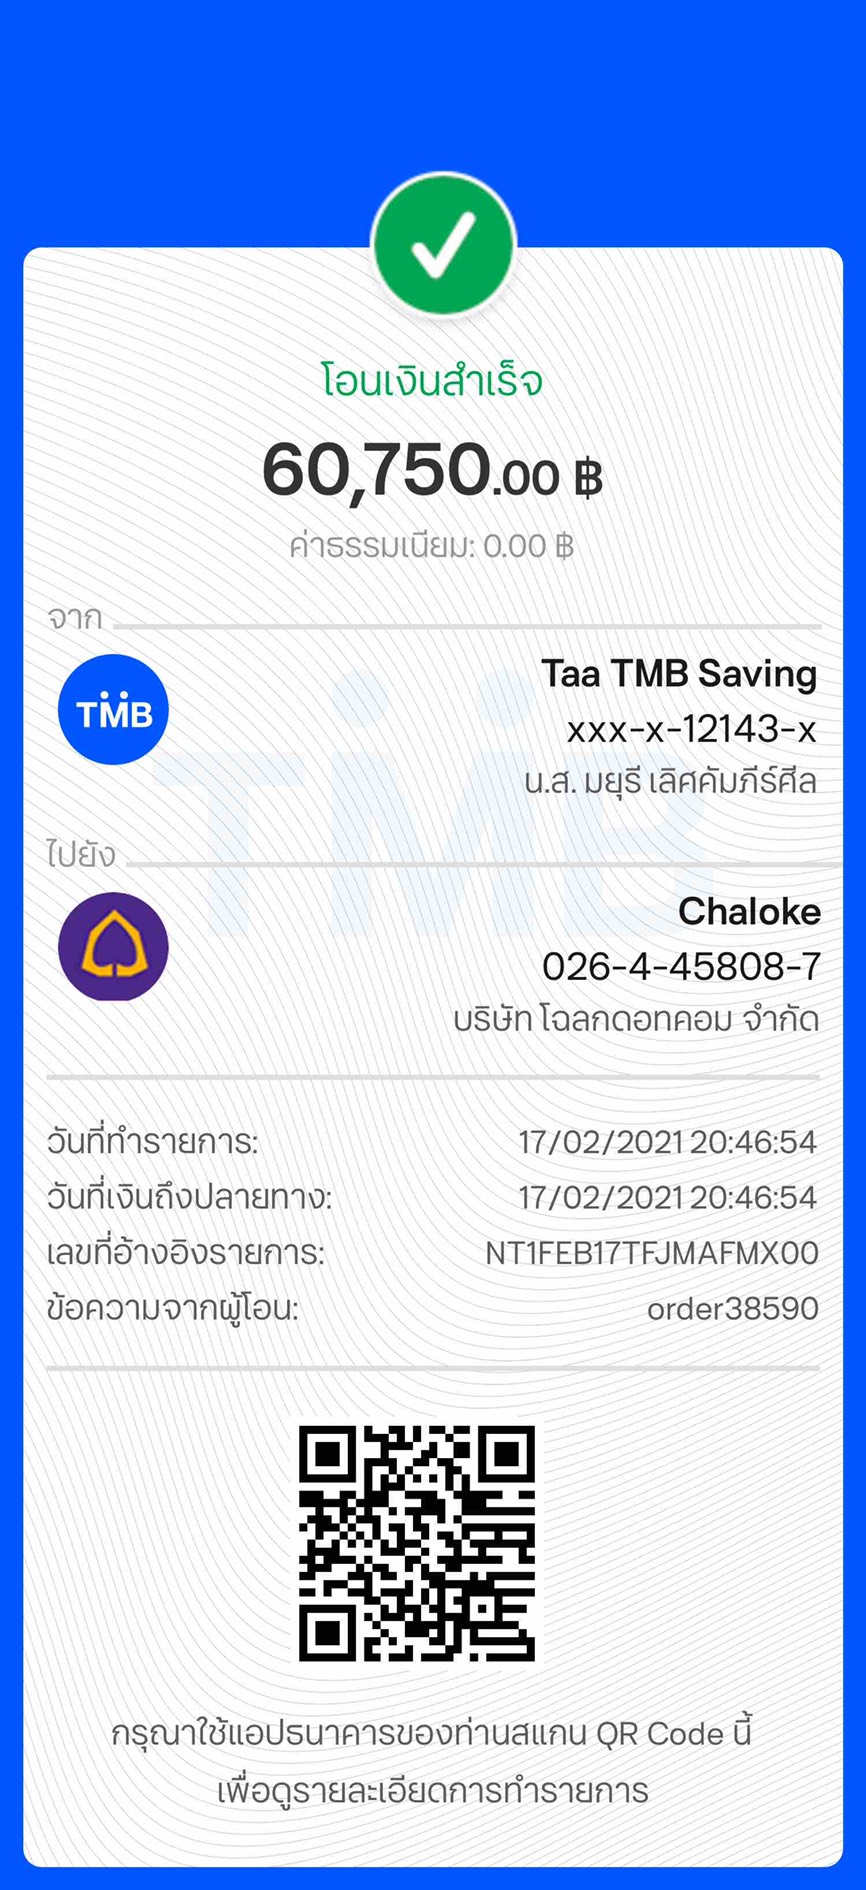 โอนเงินสำเร็จ
60,750.00 ฿
ค่าธรรมเนียม: 0.00 ฿
จาก
TMB
Taa TMB Saving
xxx-x-12143-x
น.ส. มยุรี เลิศคัมภีร์ศีล
ไปยัง
Chaloke
026-4-45808-7
บริษัท โฉลกดอทคอม จำกัด
วันที่ทำรายการ: 17/02/2021 20:46:54
วันที่เงินถึงปลายทาง: 17/02/2021 20:46:54
เลขที่อ้างอิงรายการ: NT1FEB17TFJMAFMX00
ข้อความจากผู้โอน: order38590
กรุณาใช้แอปธนาคารของท่านสแกน QR Code นี้
เพื่อดูรายละเอียดการทำรายการ